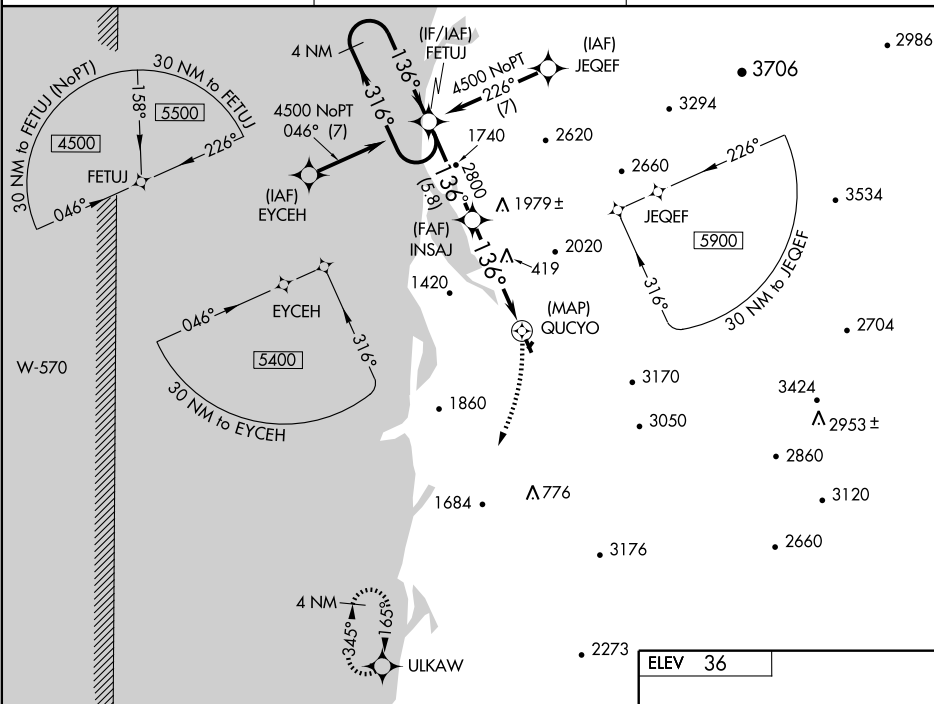 4 NM
(IF/IAF)
FETUJ
(IAF)
JEQEF
2986
3706
30 NM to FETUJ (NoPT)
30 NM to FETUJ
158°
5500
4500
226°
046°
FETUJ
136°
316°
4500 NoPT
226°
(7)
3294
4500 NoPT
046° (7)
1740
2620
2660
(IAF)
EYCEH
136°
2800
(5.8)
1979±
(FAF)
INSAJ
136°
419
2020
1420
226°
JEQEF
5900
316°
30 NM to JEQEF
3534
(MAP)
QUCYO
2704
046°
EYCEH
316°
5400
30 NM to EYCEH
W-570
3170
3424
1860
3050
2953±
2860
1684
776
3120
3176
2660
4 NM
345°
165°
ULKAW
2273
ELEV 36